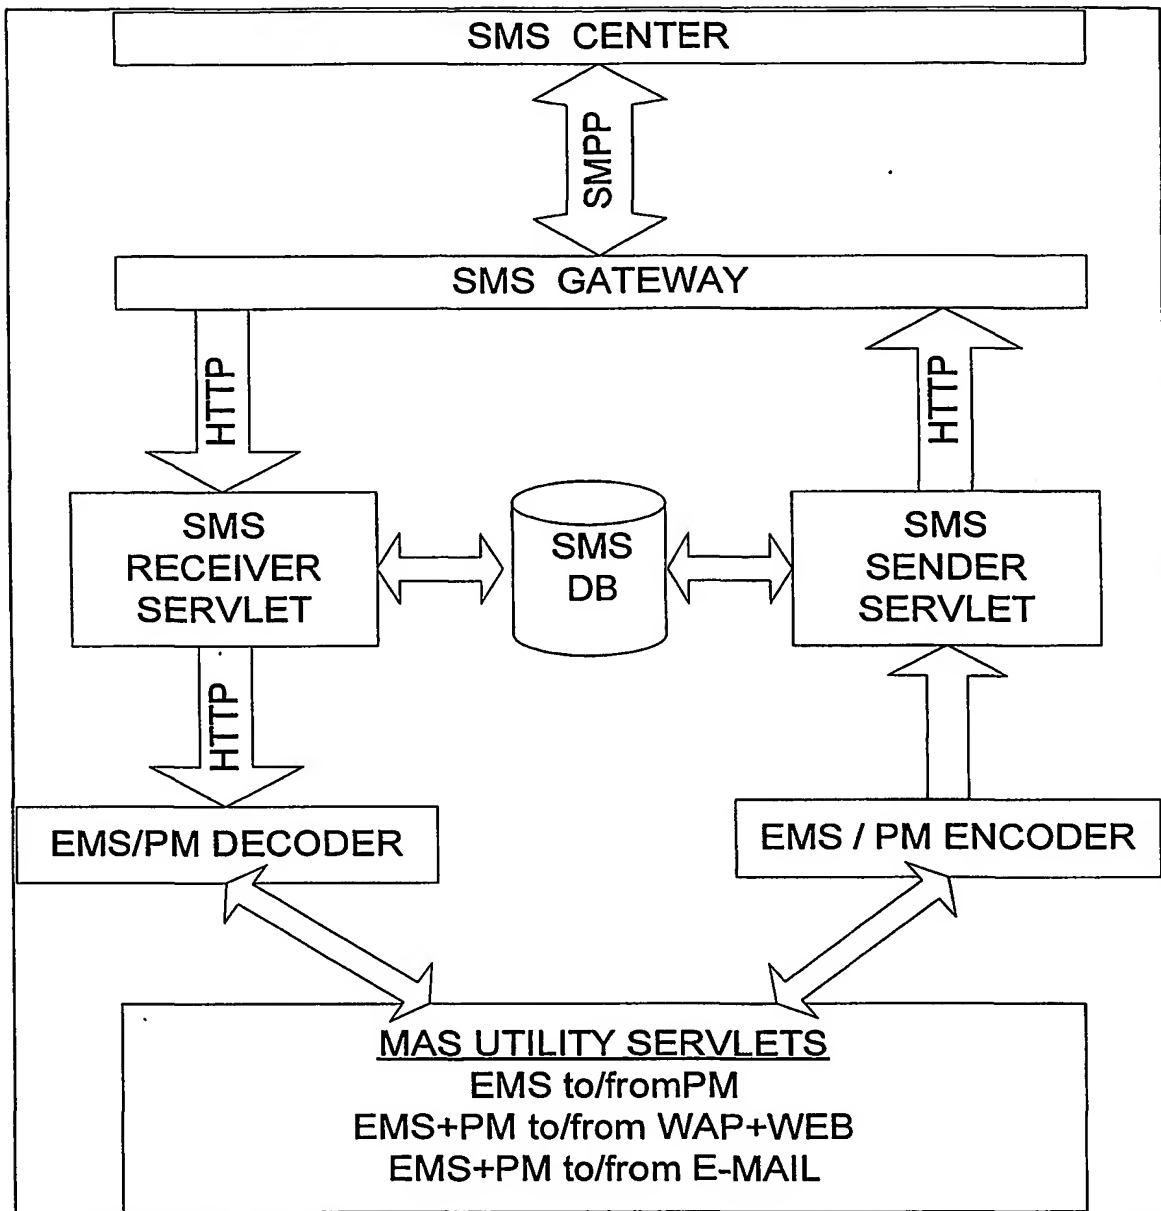 SMS CENTER
SMPP
SMS GATEWAY
HTTP
HTTP
SMS
RECEIVER
SERVLET
SMS
DB
SMS
SENDER
SERVLET
HTTP
EMS/PM DECODER
EMS / PM ENCODER
MAS UTILITY SERVLETS
EMS to/fromPM
EMS+PM to/from WAP+WEB
EMS+PM to/from E-MAIL